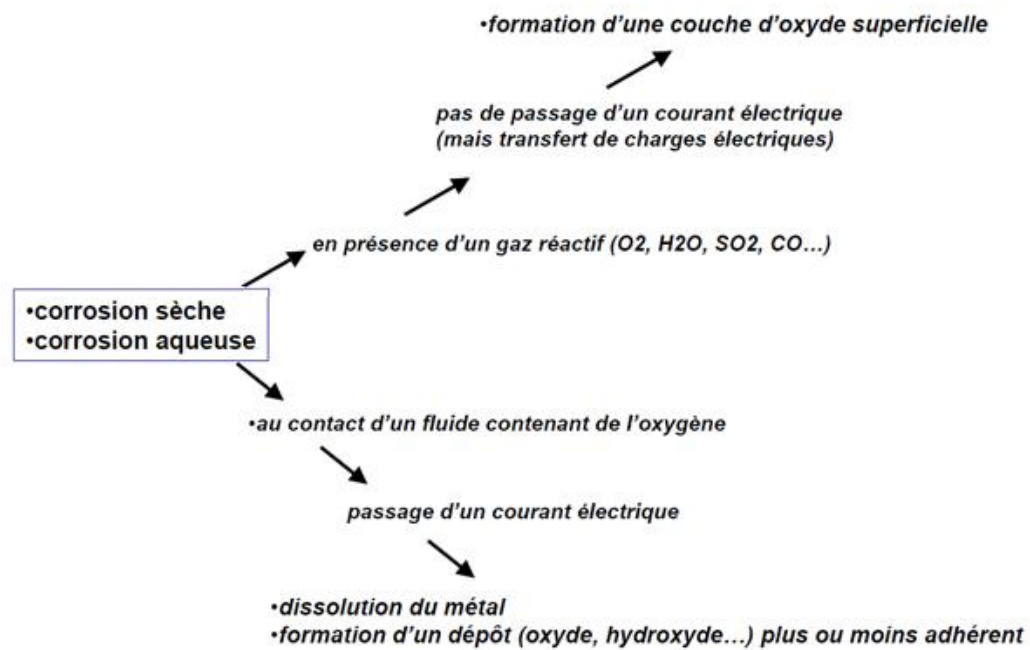 •formation d'une couche d'oxyde superficielle
pas de passage d'un courant électrique
(mais transfert de charges électriques)
en présence d'un gaz réactif (O2, H2O, SO2, CO…)
•corrosion sèche
•corrosion aqueuse
•au contact d'un fluide contenant de l'oxygène
passage d'un courant électrique
•dissolution du métal
•formation d'un dépôt (oxyde, hydroxyde…) plus ou moins adhérent